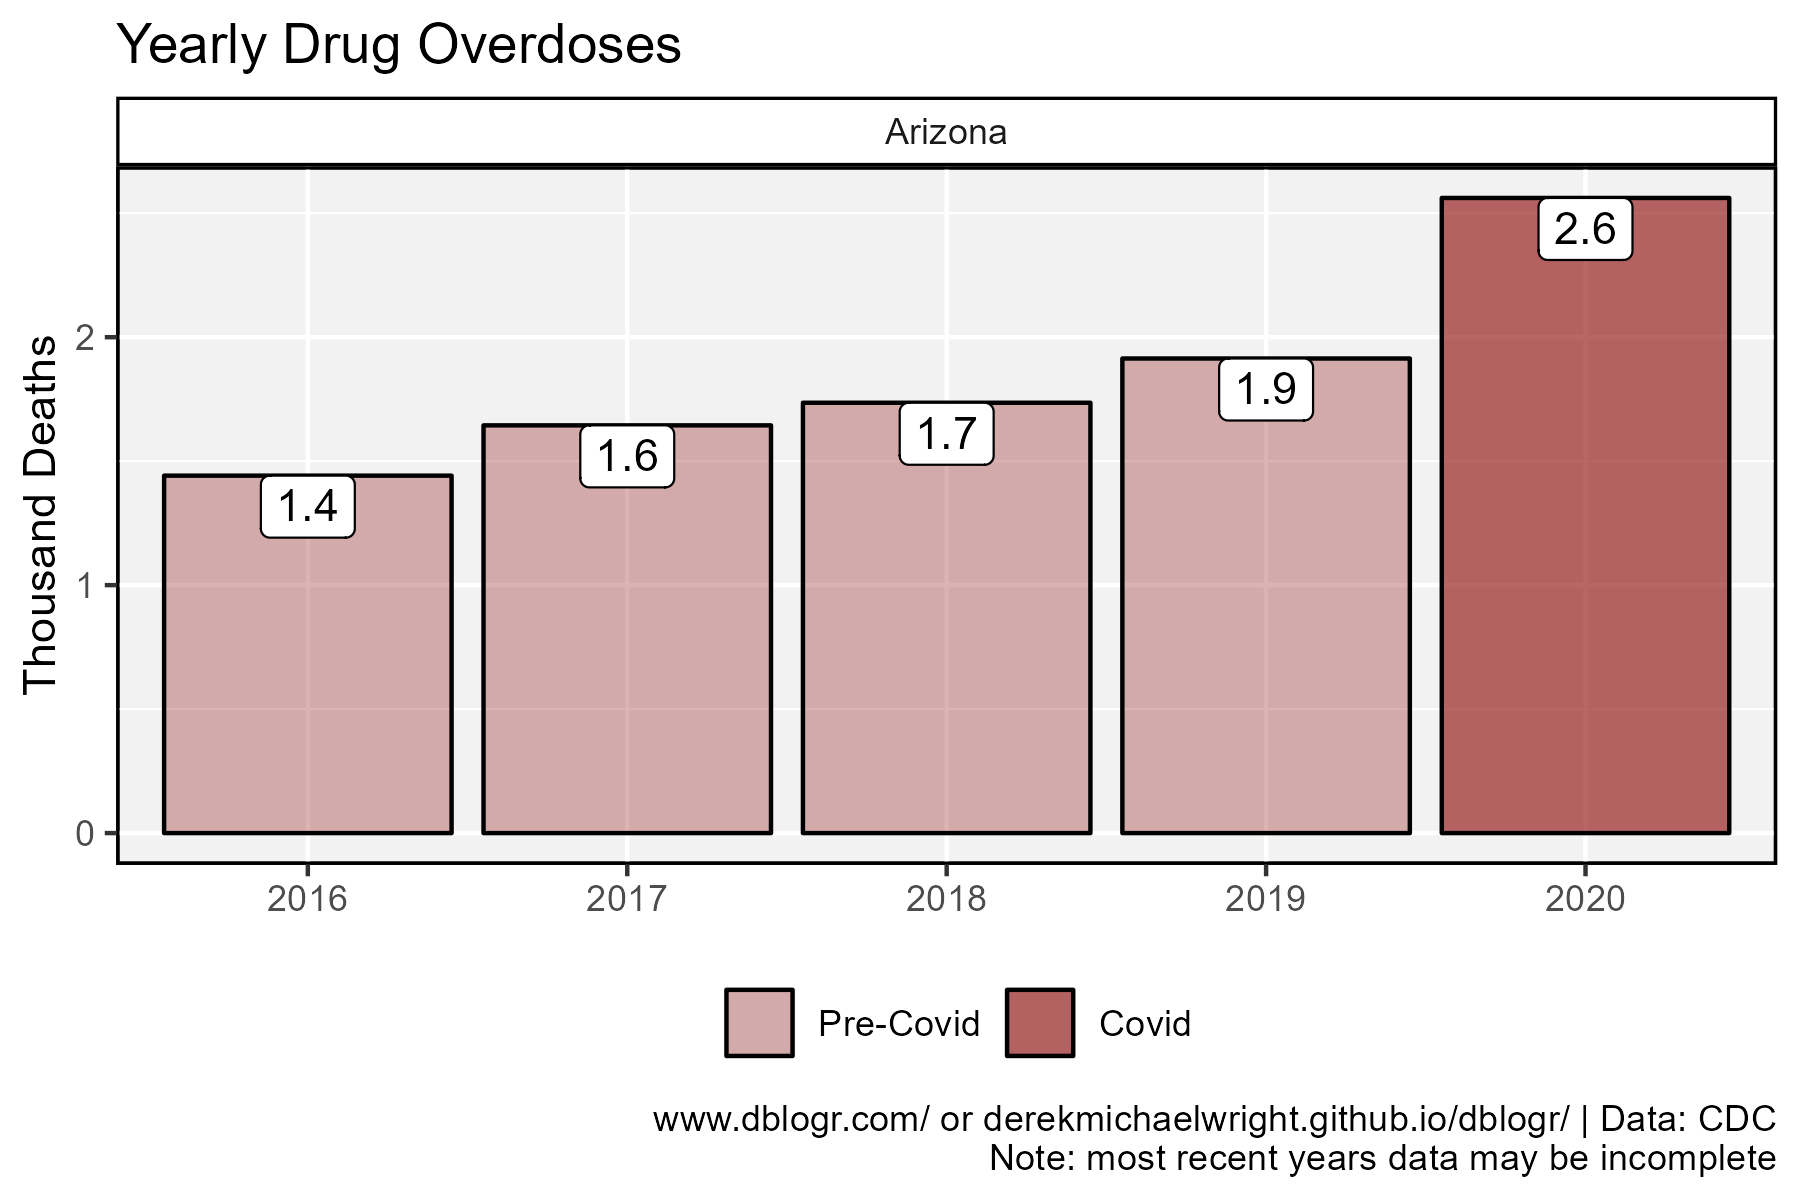 Yearly Drug Overdoses
Arizona
Thousand Deaths
2
1
0
1.4
1.6
1.7
1.9
2.6
2016
2017
2018
2019
2020
Pre-Covid
Covid
www.dblogr.com/ or derekmichaelwright.github.io/dblogr/ | Data: CDC
Note: most recent years data may be incomplete